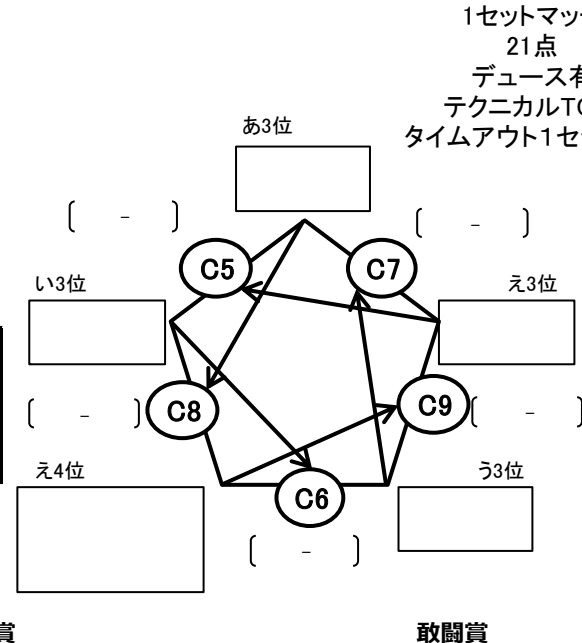 1セットマッ
21点
デュース有
テクニカルTO
タイムアウト1セ
あ3位
[ - ]
[ - ]
C5
C7
い3位
え3位
C8
C9
[ - ]
[ - ]
え4位
C6
う3位
[ - ]
賞
敢闘賞